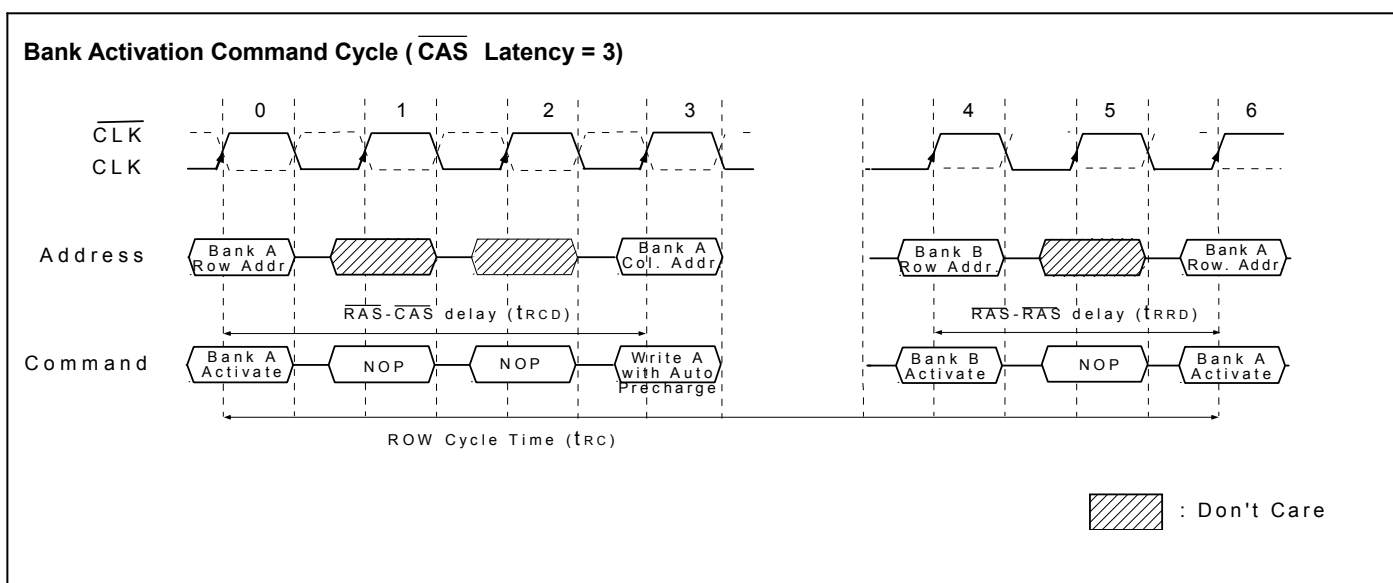 Bank Activation Command Cycle ( CAS Latency = 3)
0 1 2 3 4 5 6
CLK
CLK
Address
Bank A
Row Addr
Bank A
Col. Addr
Bank B
Row Addr.
Bank A
Row. Addr
RAS-CAS delay (tRCD)
RAS-RAS delay (tRRD)
Command
Bank A
Activate
NOP
NOP
Write A
with Auto
Precharge
Bank B
Activate
NOP
Bank A
Activate
ROW Cycle Time (tRC)
: Don't Care